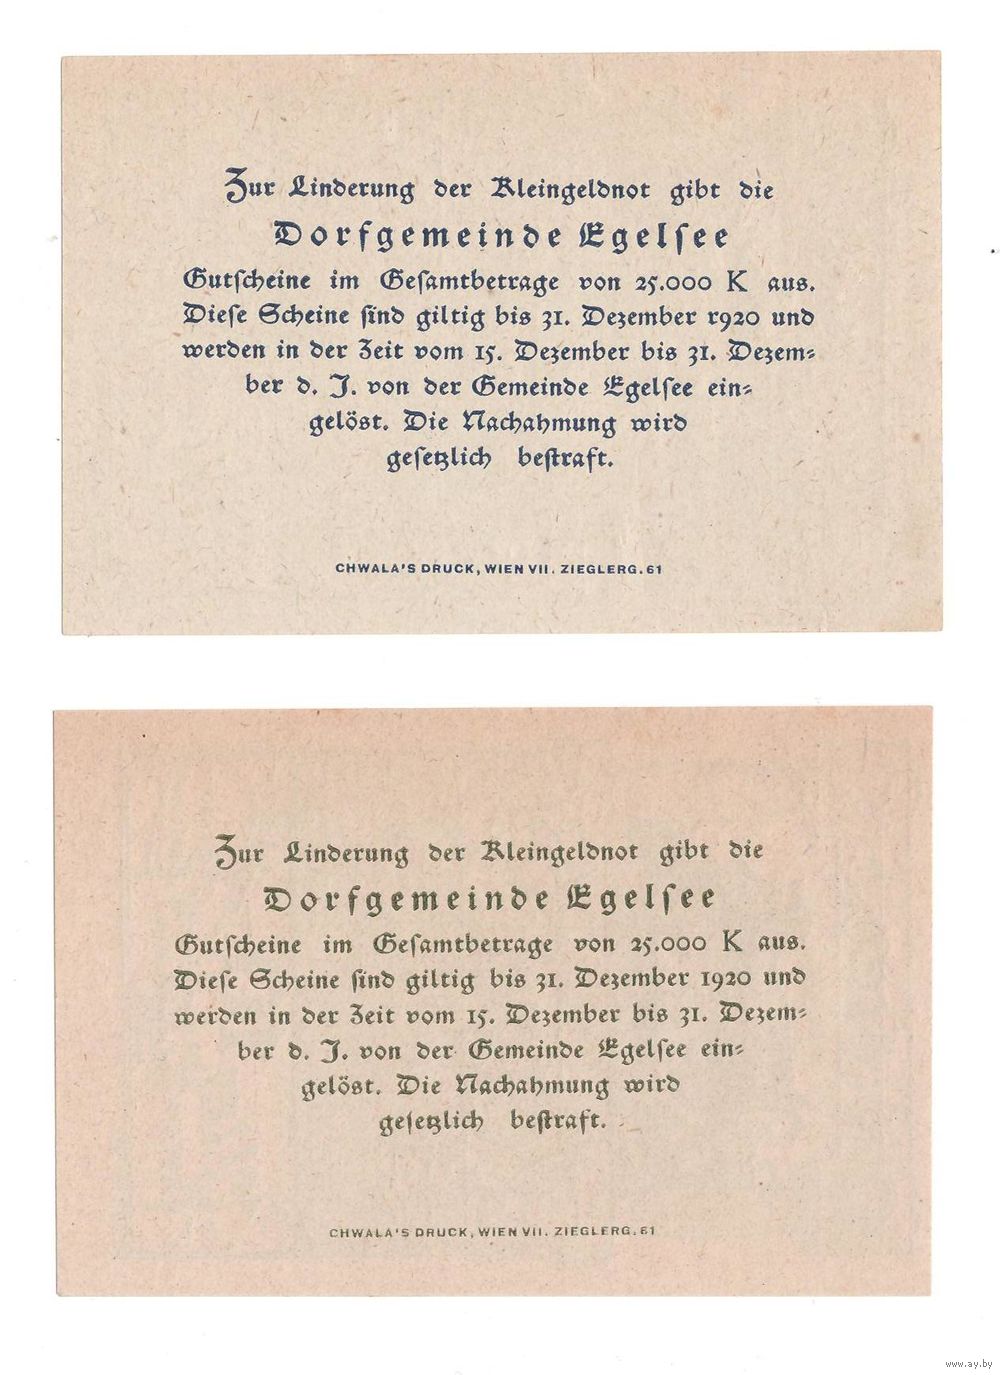 Zur Linderung der Kleingeldnot gibt die
Dorfgemeinde Egelsee
Gutscheine im Gesamtbetrage von 25.000 K aus.
Diese Scheine sind giltig bis 31. Dezember 1920 und
werden in der Zeit vom 15. Dezember bis 31. Dezem-
ber d. J. von der Gemeinde Egelsee ein-
gelöst. Die Nachahmung wird
gesetzlich bestraft.
CHWALA'S DRUCK, WIEN VII. ZIEGLERG. 61
Zur Linderung der Kleingeldnot gibt die
Dorfgemeinde Egelsee
Gutscheine im Gesamtbetrage von 25.000 K aus.
Diese Scheine sind giltig bis 31. Dezember 1920 und
werden in der Zeit vom 15. Dezember bis 31. Dezem-
ber d. J. von der Gemeinde Egelsee ein-
gelöst. Die Nachahmung wird
gesetzlich bestraft.
CHWALA'S DRUCK, WIEN VII. ZIEGLERG. 61
www.ay.by